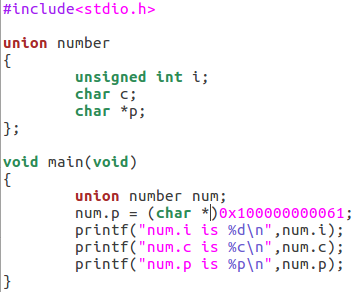 #include<stdio.h>
union number
{
unsigned int i;
char c;
char *p;
};
void main(void)
{
union number num;
num.p = (char *)0x100000000061;
printf("num.i is %d\n",num.i);
printf("num.c is %c\n",num.c);
printf("num.p is %p\n",num.p);
}